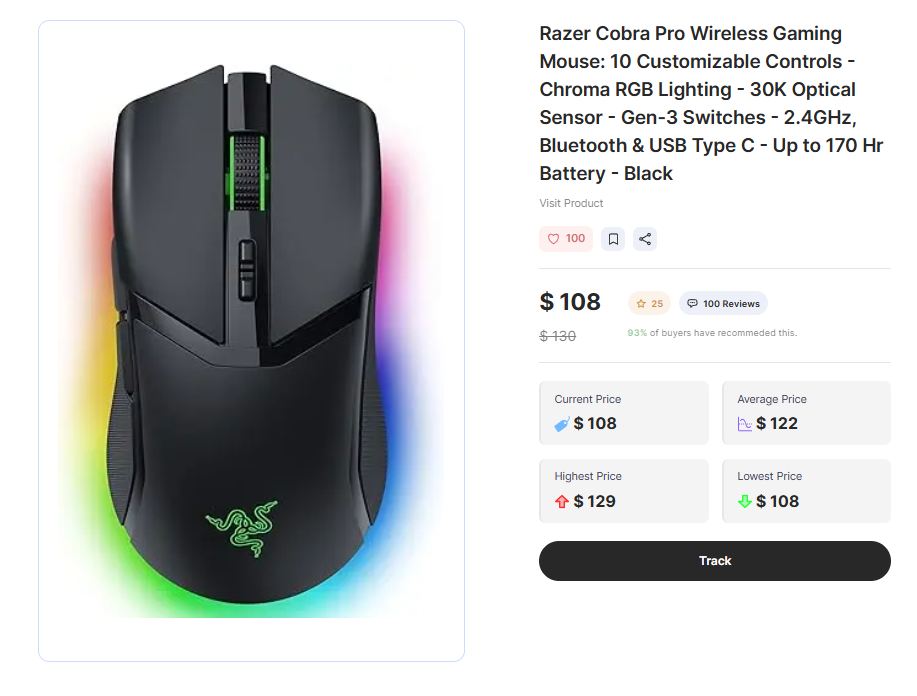 Razer Cobra Pro Wireless Gaming
Mouse: 10 Customizable Controls -
Chroma RGB Lighting - 30K Optical
Sensor - Gen-3 Switches - 2.4GHz,
Bluetooth & USB Type C - Up to 170 Hr
Battery - Black
Visit Product
100
$ 108
25
100 Reviews
$ 130
93% of buyers have recommeded this.
Current Price
$ 108
Average Price
$ 122
Highest Price
$ 129
Lowest Price
$ 108
Track